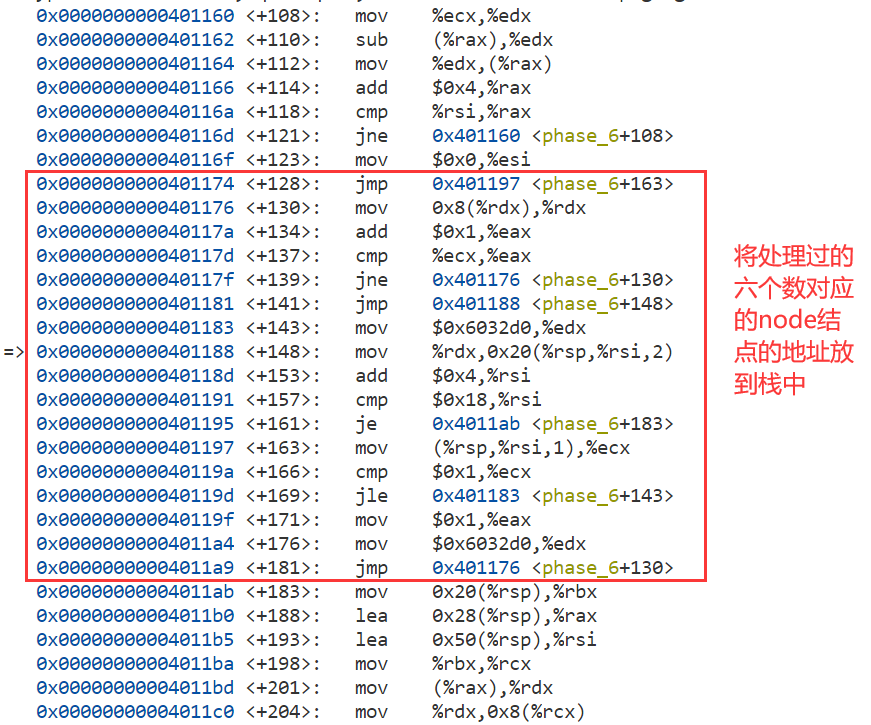 0x0000000000401160 <+108>: mov %ecx,%edx
0x0000000000401162 <+110>: sub (%rax),%edx
0x0000000000401164 <+112>: mov %edx,(%rax)
0x0000000000401166 <+114>: add $0x4,%rax
0x000000000040116a <+118>: cmp %rsi,%rax
0x000000000040116d <+121>: jne 0x401160 <phase_6+108>
0x000000000040116f <+123>: mov $0x0,%esi
0x0000000000401174 <+128>: jmp 0x401197 <phase_6+163>
0x0000000000401176 <+130>: mov 0x8(%rdx),%rdx
0x000000000040117a <+134>: add $0x1,%eax
0x000000000040117d <+137>: cmp %ecx,%eax
0x000000000040117f <+139>: jne 0x401176 <phase_6+130>
0x0000000000401181 <+141>: jmp 0x401188 <phase_6+148>
0x0000000000401183 <+143>: mov $0x6032d0,%edx
=> 0x0000000000401188 <+148>: mov %rdx,0x20(%rsp,%rsi,2)
0x000000000040118d <+153>: add $0x4,%rsi
0x0000000000401191 <+157>: cmp $0x18,%rsi
0x0000000000401195 <+161>: je 0x4011ab <phase_6+183>
0x0000000000401197 <+163>: mov (%rsp,%rsi,1),%ecx
0x000000000040119a <+166>: cmp $0x1,%ecx
0x000000000040119d <+169>: jle 0x401183 <phase_6+143>
0x000000000040119f <+171>: mov $0x1,%eax
0x00000000004011a4 <+176>: mov $0x6032d0,%edx
0x00000000004011a9 <+181>: jmp 0x401176 <phase_6+130>
0x00000000004011ab <+183>: mov 0x20(%rsp),%rbx
0x00000000004011b0 <+188>: lea 0x28(%rsp),%rax
0x00000000004011b5 <+193>: lea 0x50(%rsp),%rsi
0x00000000004011ba <+198>: mov %rbx,%rcx
0x00000000004011bd <+201>: mov (%rax),%rdx
0x00000000004011c0 <+204>: mov %rdx,0x8(%rcx)
将处理过的
六个数对应
的node结
点的地址放
到栈中